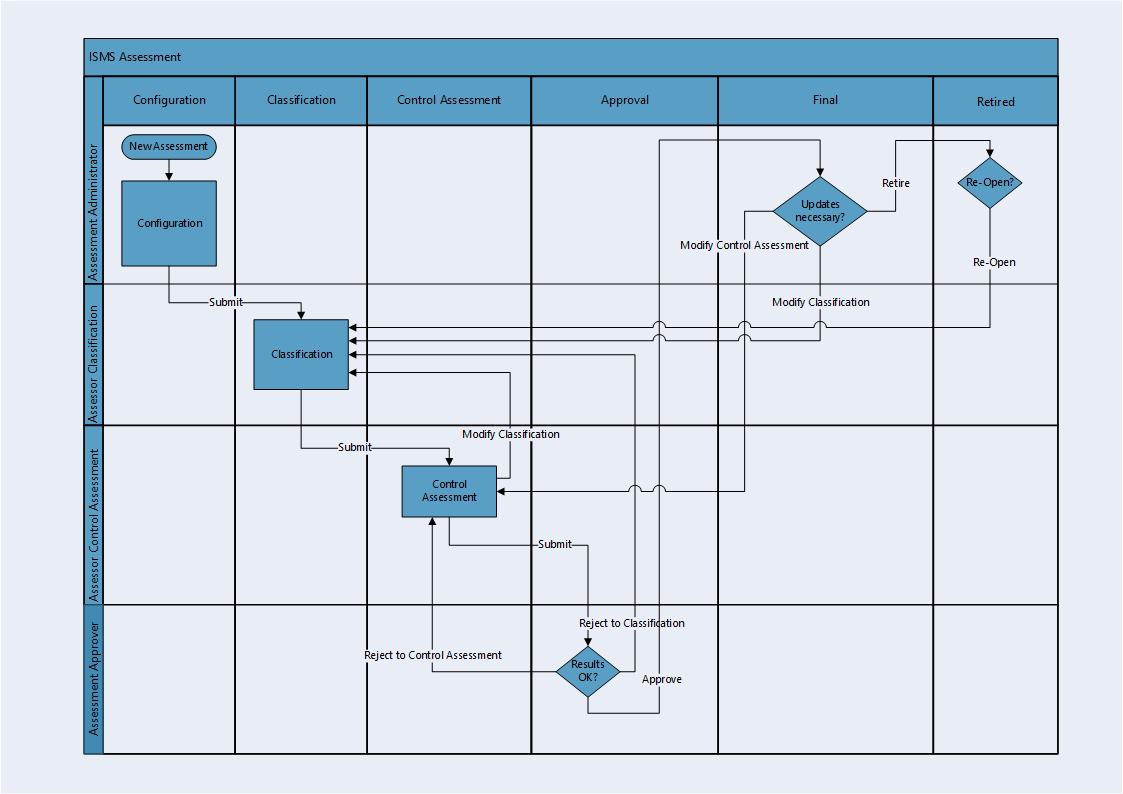 ISMS Assessment
Configuration
Classification
Control Assessment
Approval
Final
Retired
Assessment Administrator
New Assessment
Configuration
Updates
necessary?
Re-Open?
Retire
Modify Control Assessment
Re-Open
Submit
Modify Classification
Assessor Classification
Classification
Modify Classification
Submit
Assessor Control Assessment
Control
Assessment
Submit
Assessment Approver
Reject to Classification
Reject to Control Assessment
Results
OK?
Approve